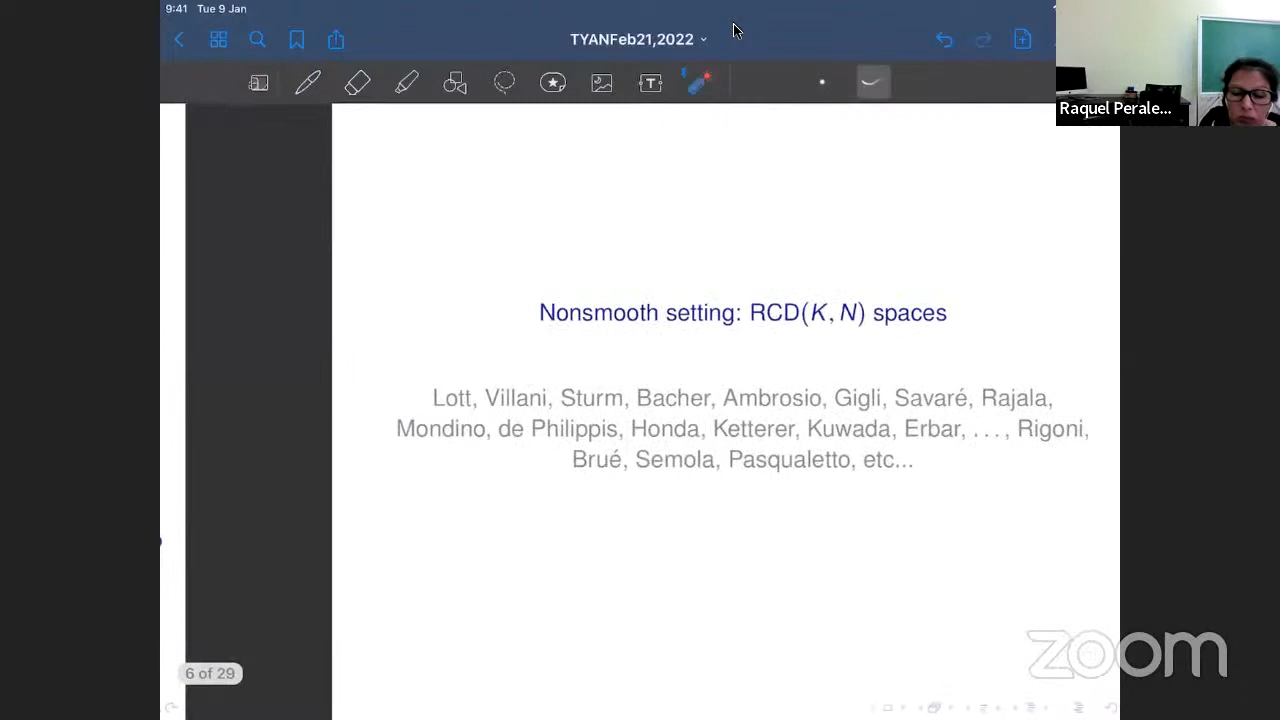 9:41 Tue 9 Jan
TYANFeb21,2022
Raquel Perale...
Nonsmooth setting: RCD(K, N) spaces
Lott, Villani, Sturm, Bacher, Ambrosio, Gigli, Savaré, Rajala,
Mondino, de Philippis, Honda, Ketterer, Kuwada, Erbar, ..., Rigoni,
Brué, Semola, Pasqualetto, etc...
6 of 29
zoom